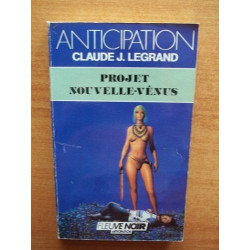 ANTICIPATION
CLAUDE J. LEGRAND
PROJET
NOUVELLE-VÉNUS
FLEUVE NOIR